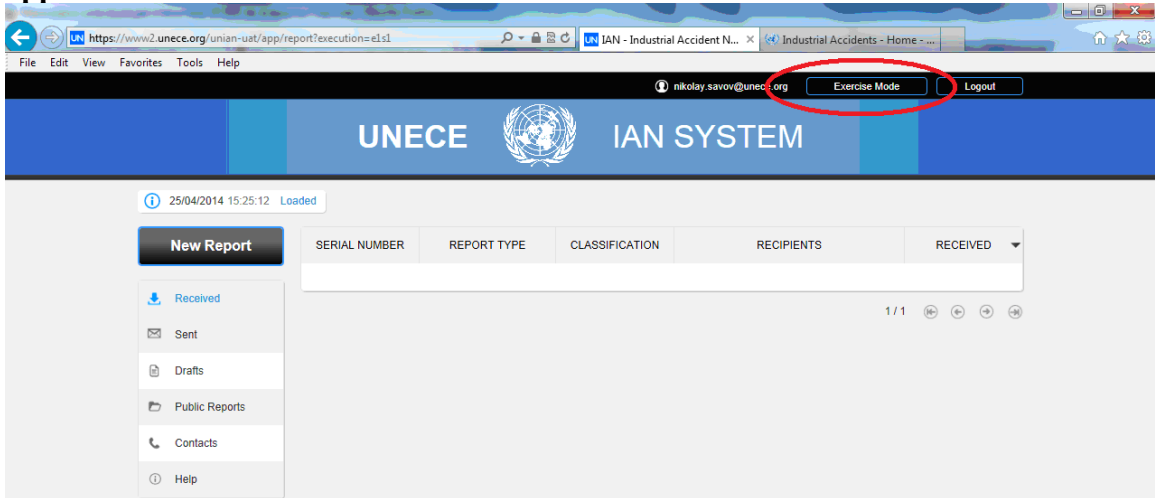 https://www2.unece.org/unian-uat/app/report?execution=e1s1
IAN - Industrial Accident N...
Industrial Accidents - Home - ...
File Edit View Favorites Tools Help
nikolay.savov@unece.org Exercise Mode Logout
UNECE IAN SYSTEM
25/04/2014 15:25:12 Loaded
New Report
SERIAL NUMBER REPORT TYPE CLASSIFICATION RECIPIENTS RECEIVED
Received
1 / 1
Sent
Drafts
Public Reports
Contacts
Help